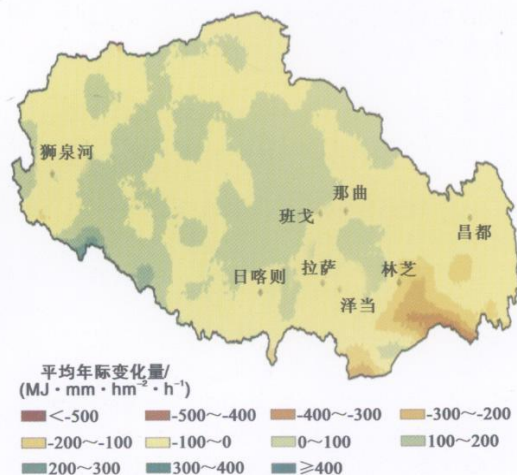 狮泉河
那曲
班戈
昌都
日喀则
拉萨
林芝
泽当
平均年际变化量/
(MJ·mm·hm⁻²·h⁻¹)
<-500
-500～-400
-400～-300
-300～-200
-200～-100
-100～0
0～100
100～200
200～300
300～400
≥400